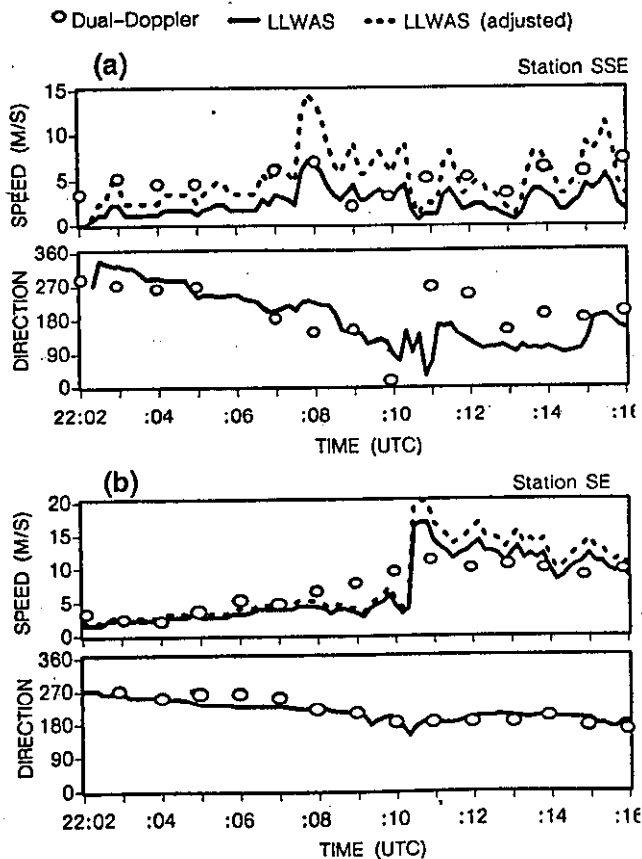 Dual-Doppler LLWAS LLWAS (adjusted)
(a) Station SSE
SPEED (M/S)
15
10
5
0
DIRECTION
360
270
180
90
0
22:02 :04 :06 :08 :10 :12 :14 :16
TIME (UTC)
(b) Station SE
SPEED (M/S)
20
15
10
5
0
DIRECTION
360
270
180
90
0
22:02 :04 :06 :08 :10 :12 :14 :16
TIME (UTC)